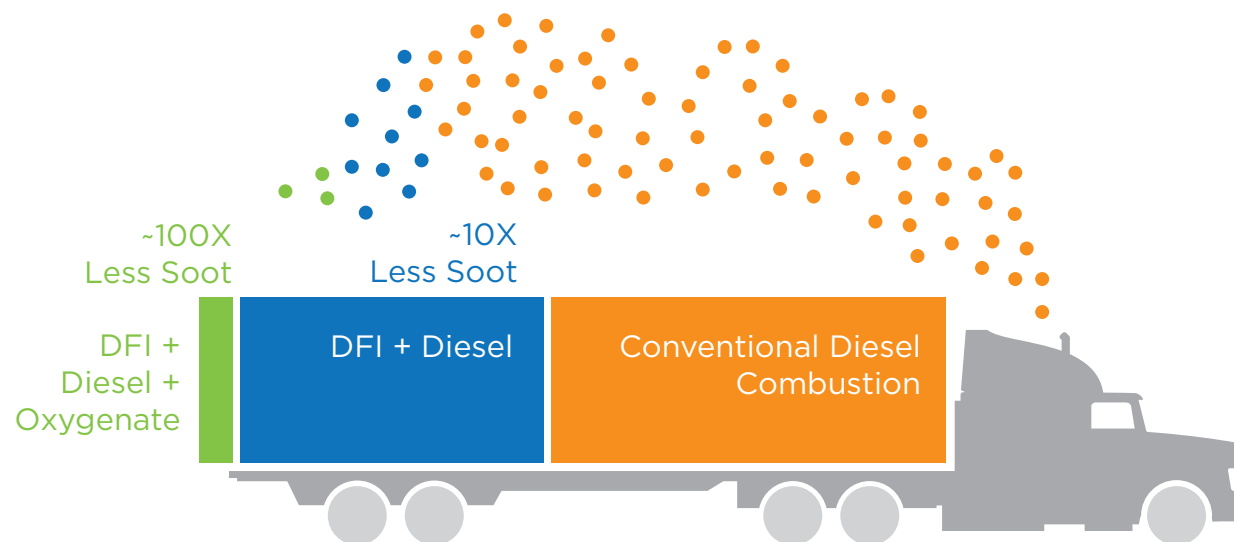 ~100X
Less Soot
~10X
Less Soot
DFI +
Diesel +
Oxygenate
DFI + Diesel
Conventional Diesel
Combustion